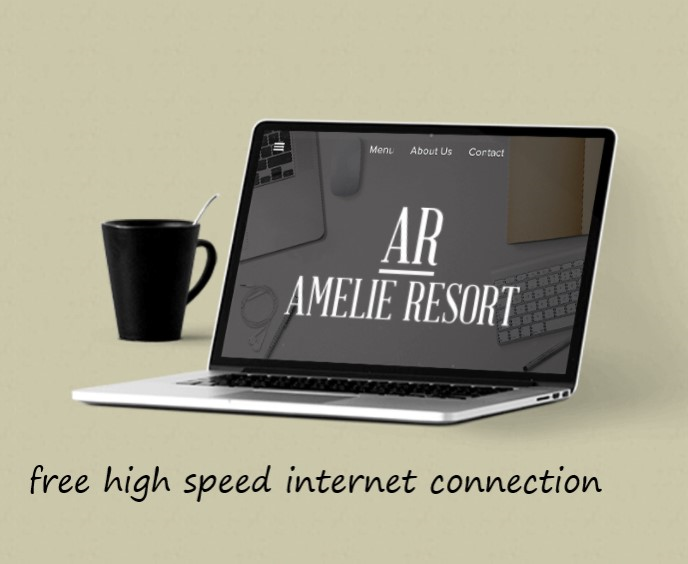 Menu About Us Contact
AR
AMELIE RESORT
free high speed internet connection